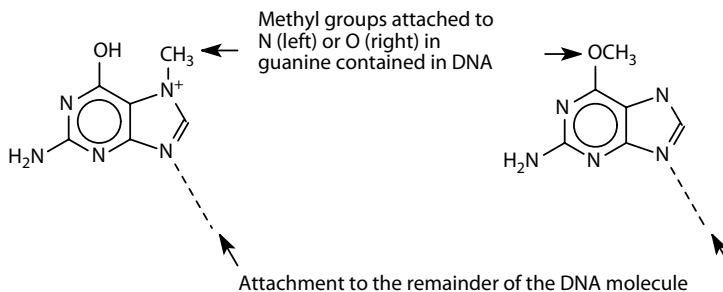 Methyl groups attached to
N (left) or O (right) in
guanine contained in DNA
OH
CH₃
N⁺
N
N
N
H₂N
OCH₃
N
N
N
N
H₂N
Attachment to the remainder of the DNA molecule